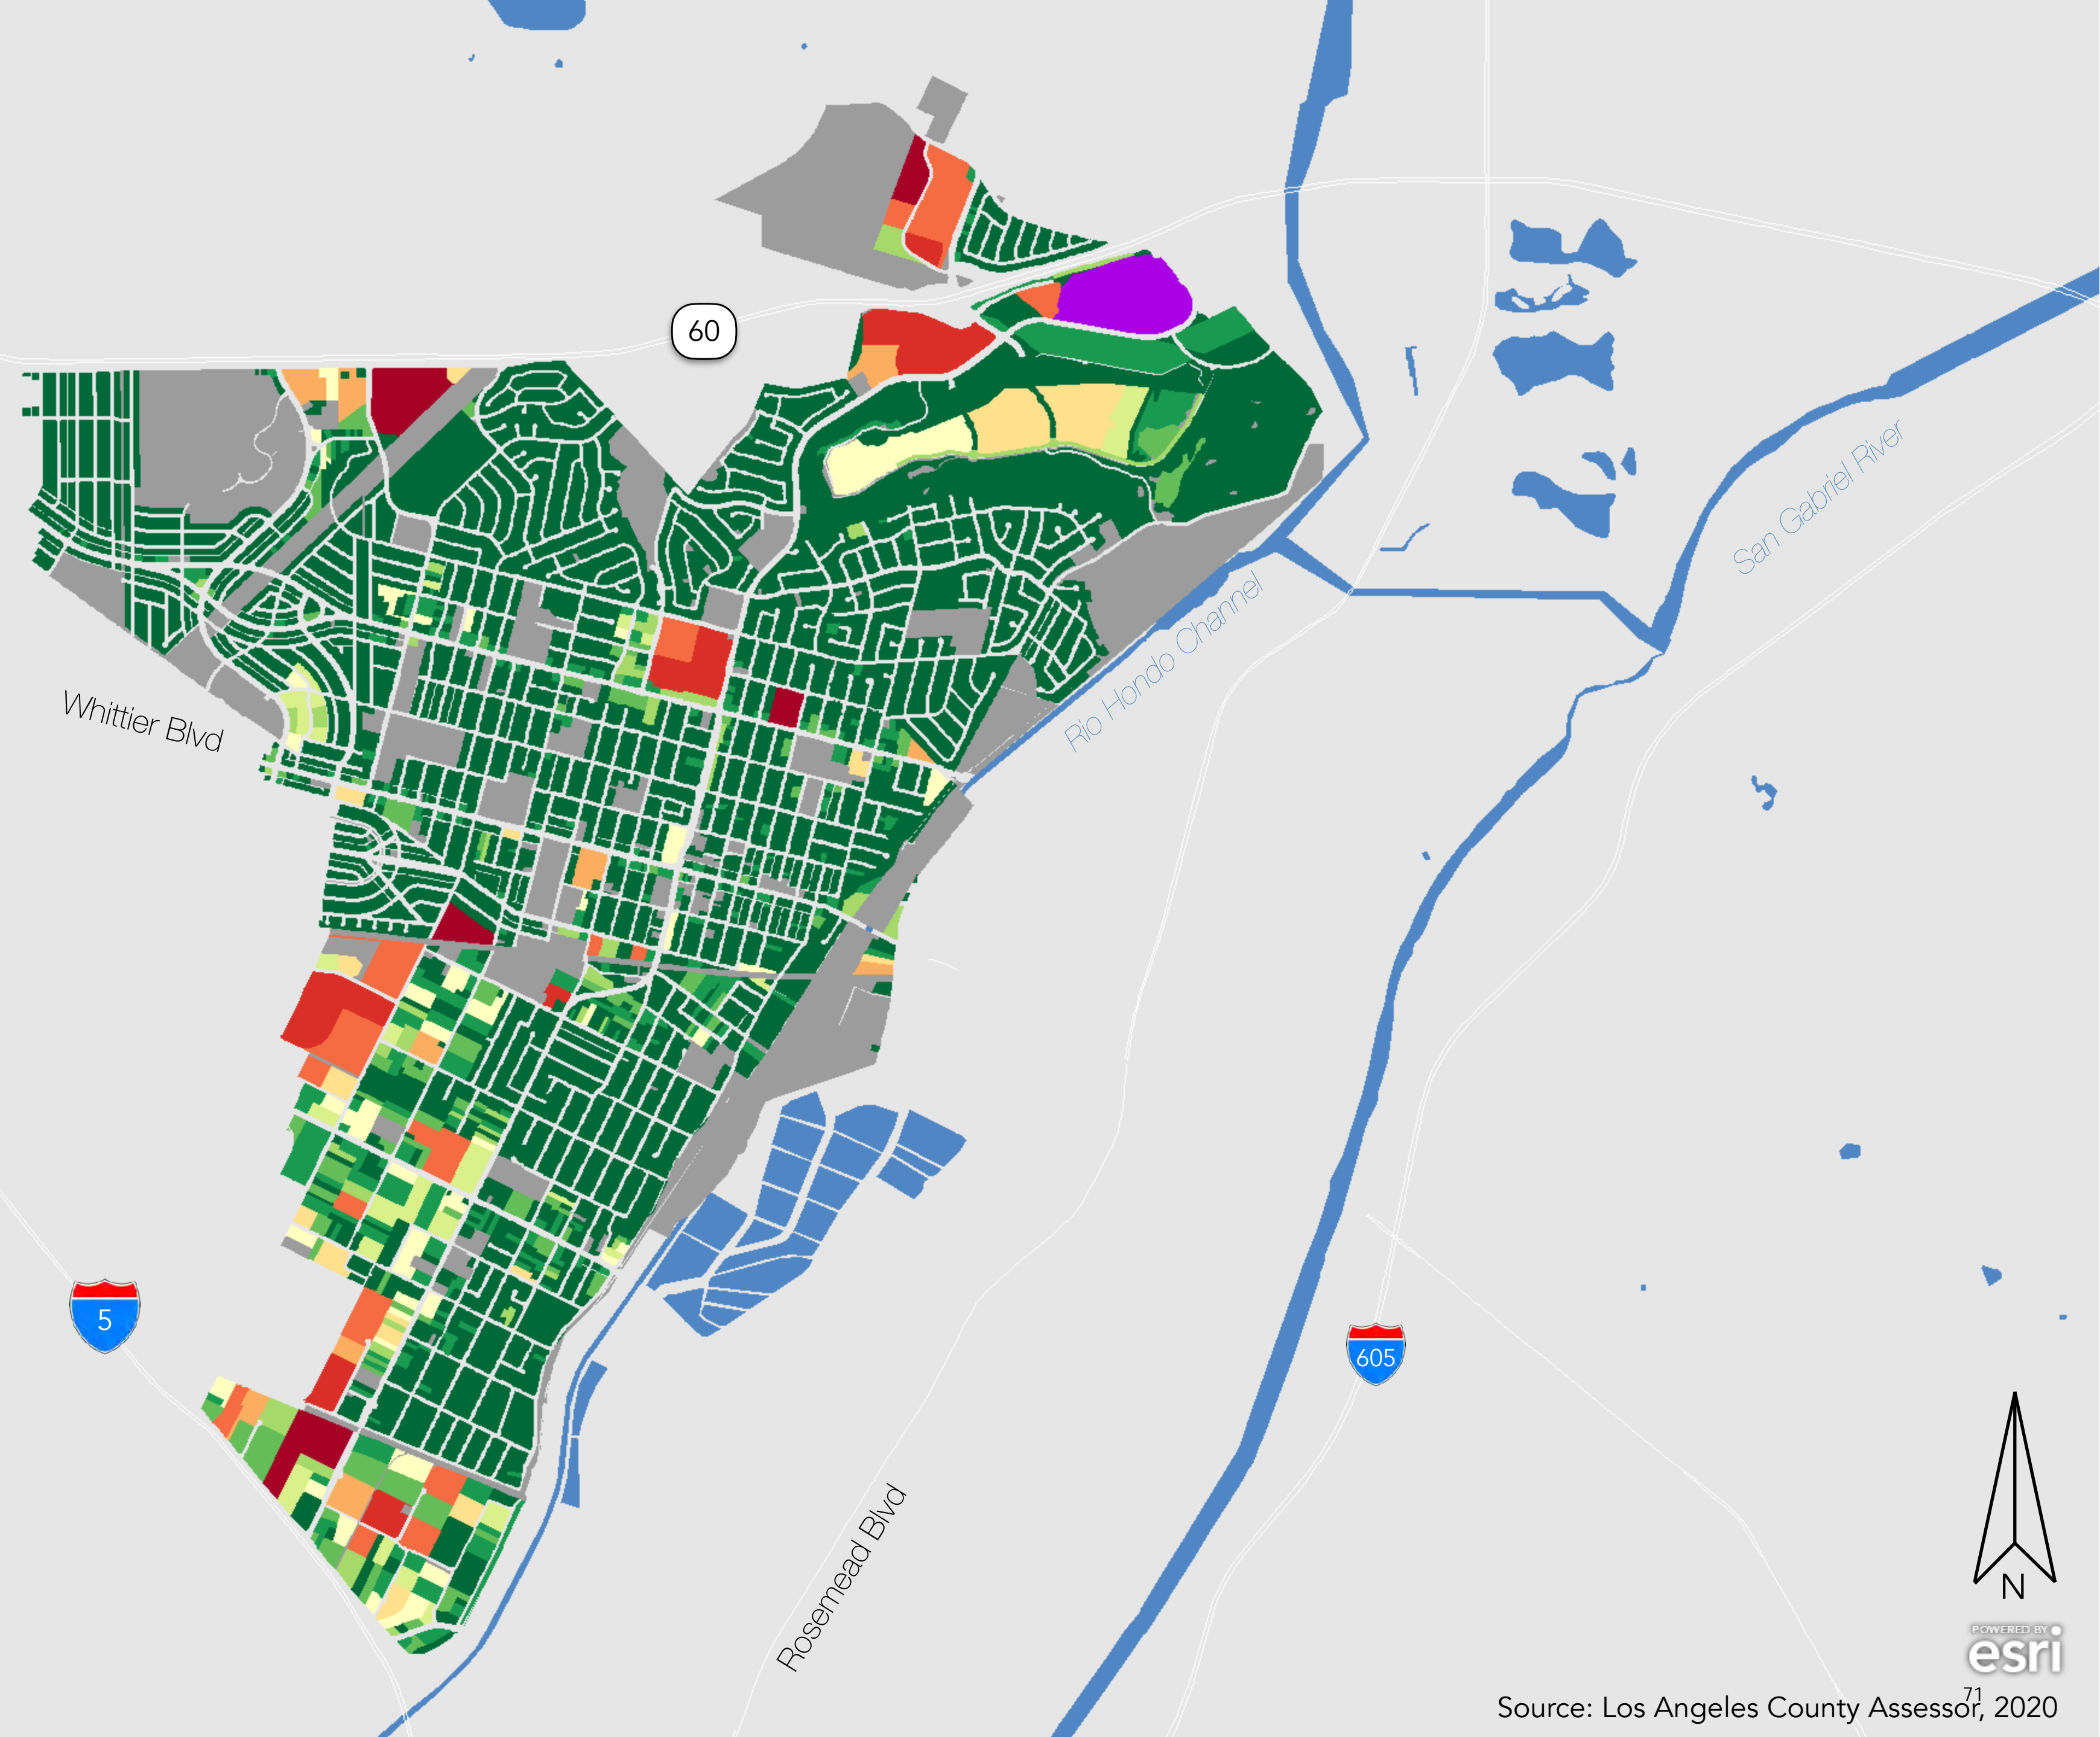 60
Whittier Blvd
Rio Hondo Channel
San Gabriel River
5
605
Rosemead Blvd
N
POWERED BY
esri
71
Source: Los Angeles County Assessor, 2020